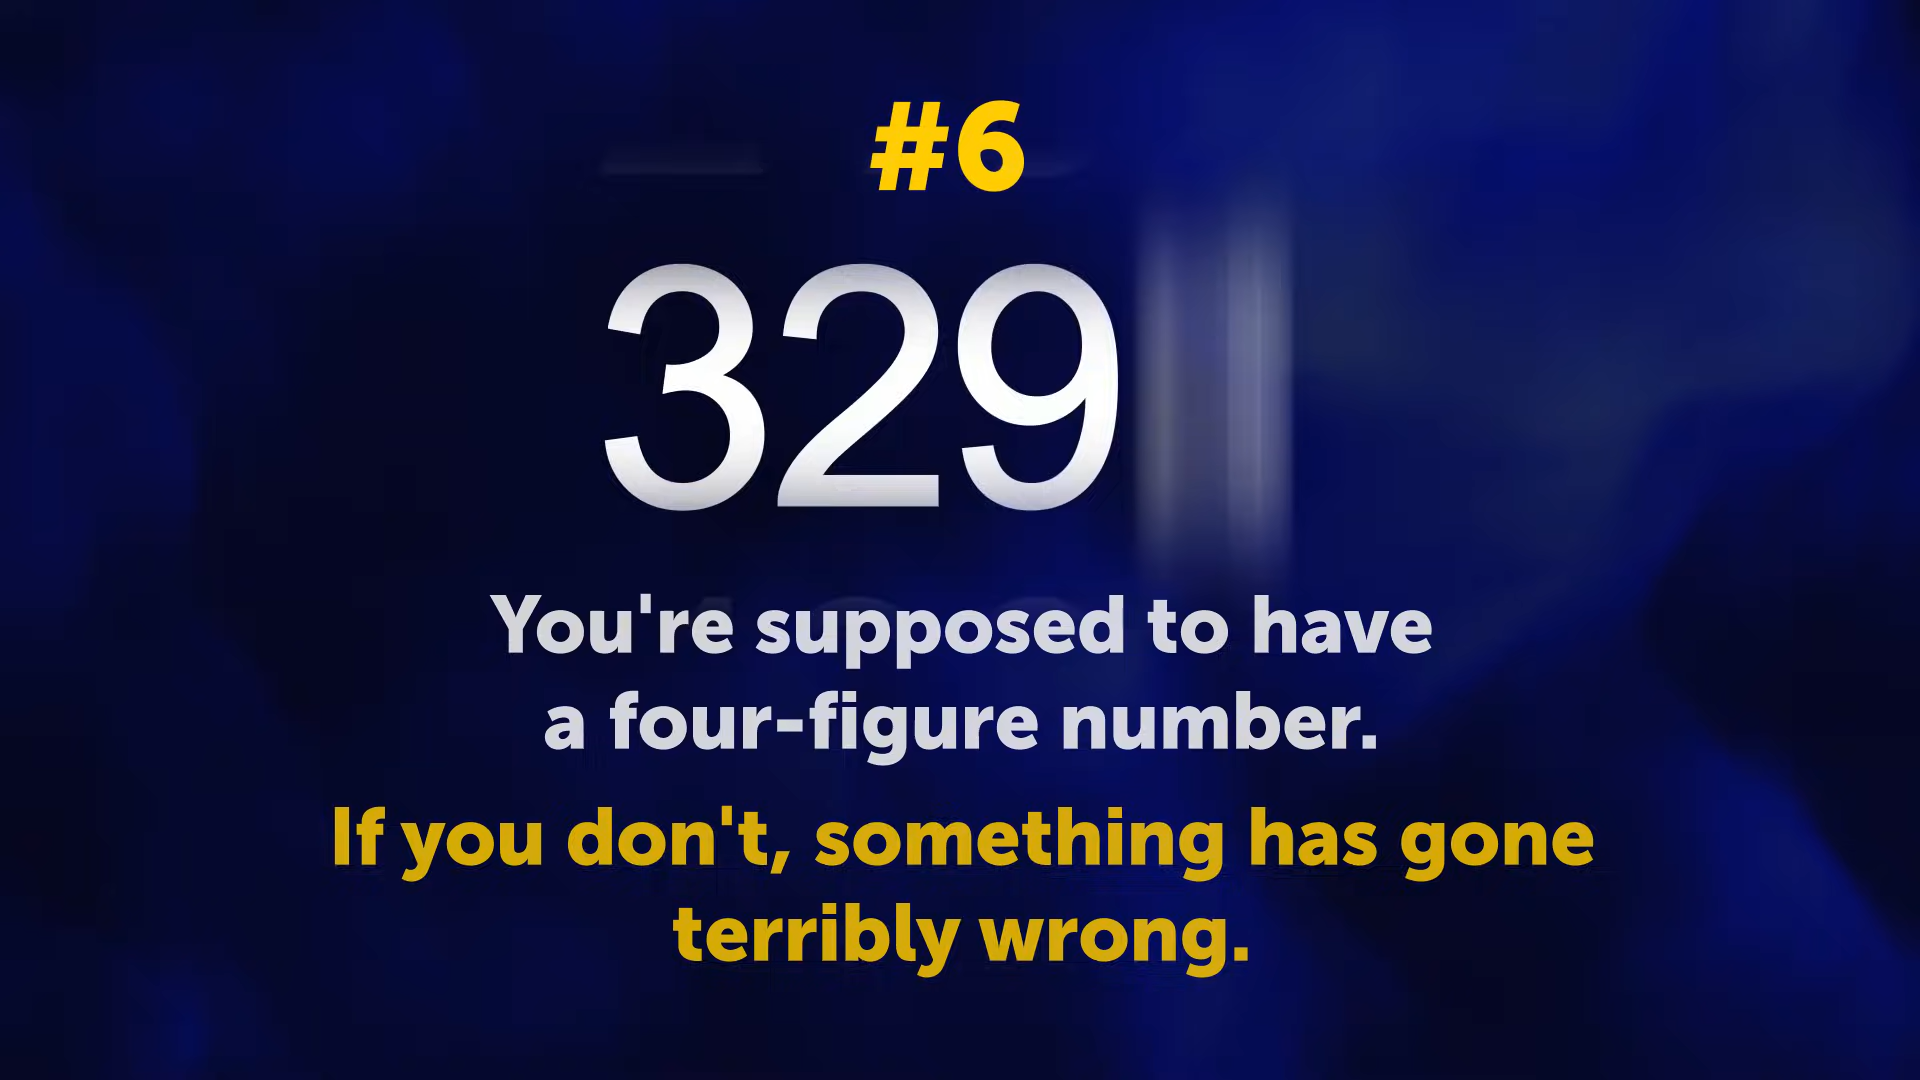 #6
329
You're supposed to have
a four-figure number.
If you don't, something has gone
terribly wrong.